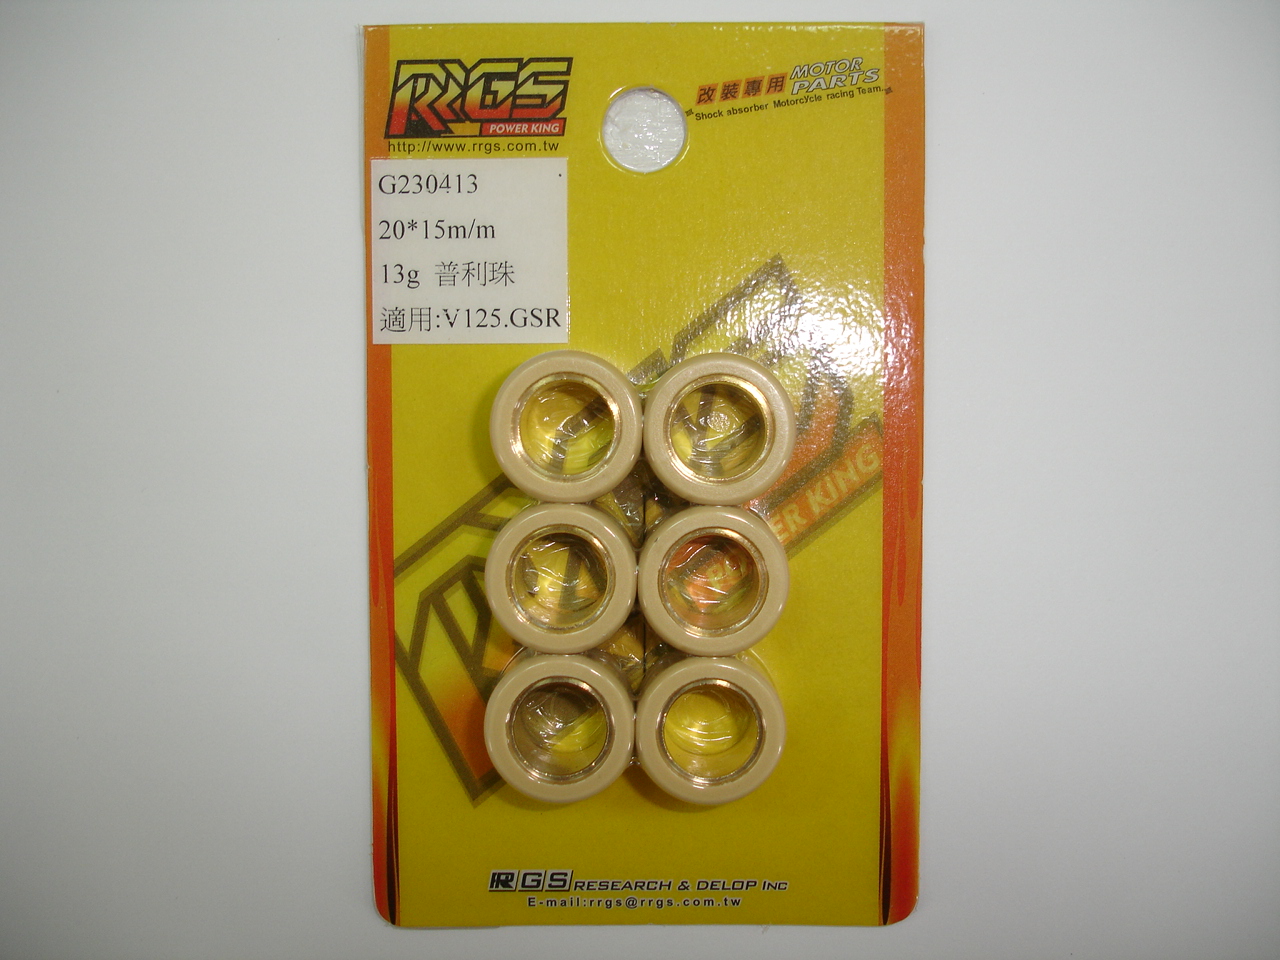 RRGS
POWER KING
http://www.rrgs.com.tw
改裝專用 MOTOR PARTS
Shock absorber Motorcycle racing Team.
G230413
20*15m/m
13g 普利珠
適用:V125.GSR
ER KING
RRGS RESEARCH & DELOP INC
E-mail:rrgs@rrgs.com.tw